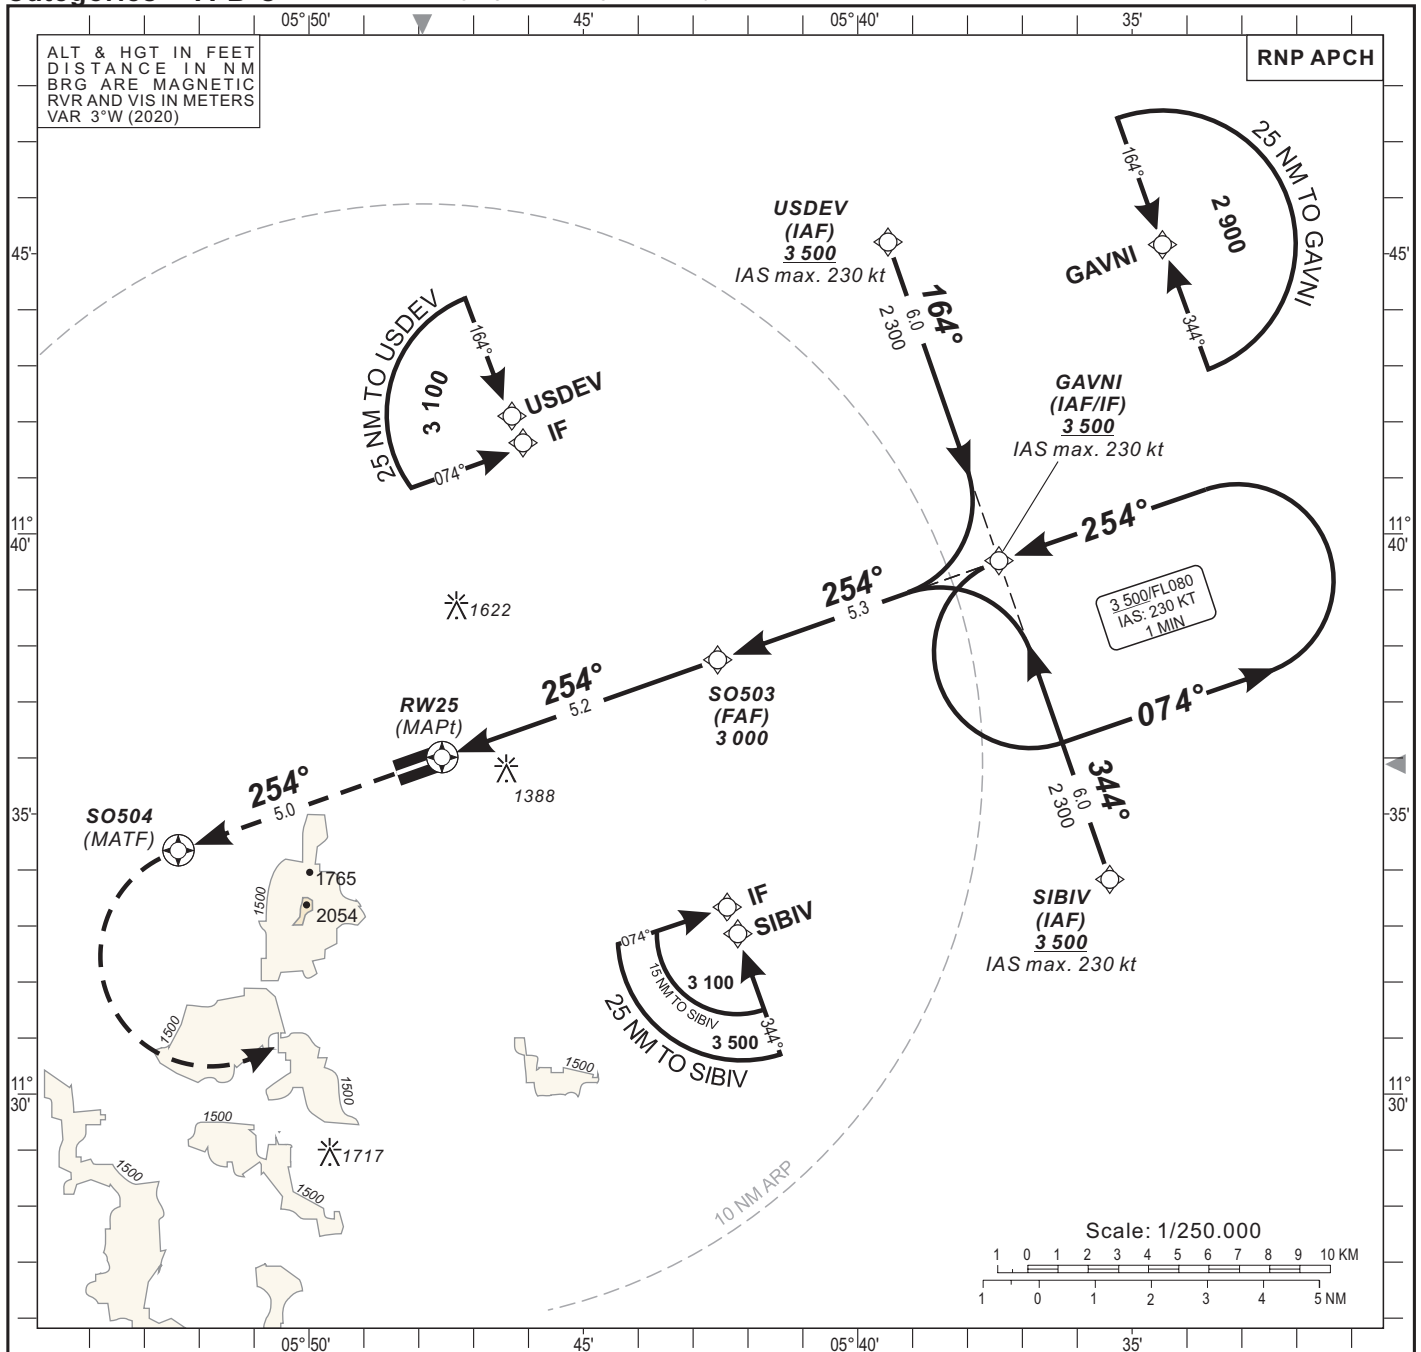 05° 50'
45'
05° 40'
35'
ALT & HGT IN FEET
DISTANCE IN NM
BRG ARE MAGNETIC
RVR AND VIS IN METERS
VAR 3°W (2020)
RNP APCH
25 NM TO GAVNI
164°
2 900
GAVNI
344°
USDEV
(IAF)
3 500
IAS max. 230 kt
45'
45'
164°
6.0
2 300
25 NM TO USDEV
164°
3 100
USDEV
IF
074°
GAVNI
(IAF/IF)
3 500
IAS max. 230 kt
11°
40'
11°
40'
254°
3 500/FL080
IAS: 230 KT
1 MIN
254°
5.3
1622
SO503
(FAF)
3 000
254°
5.2
074°
RW25
(MAPt)
1388
254°
5.0
SO504
(MATF)
344°
6.0
2 300
35'
35'
1765
1500
2054
SIBIV
(IAF)
3 500
IAS max. 230 kt
IF
SIBIV
074°
3 100
15 NM TO SIBIV
3 500
344°
25 NM TO SIBIV
1500
1500
1500
11°
30'
11°
30'
1500
1717
1500
1500
10 NM ARP
Scale: 1/250.000
1 0 1 2 3 4 5 6 7 8 9 10 KM
1 0 1 2 3 4 5 NM
05° 50'
45'
05° 40'
35'